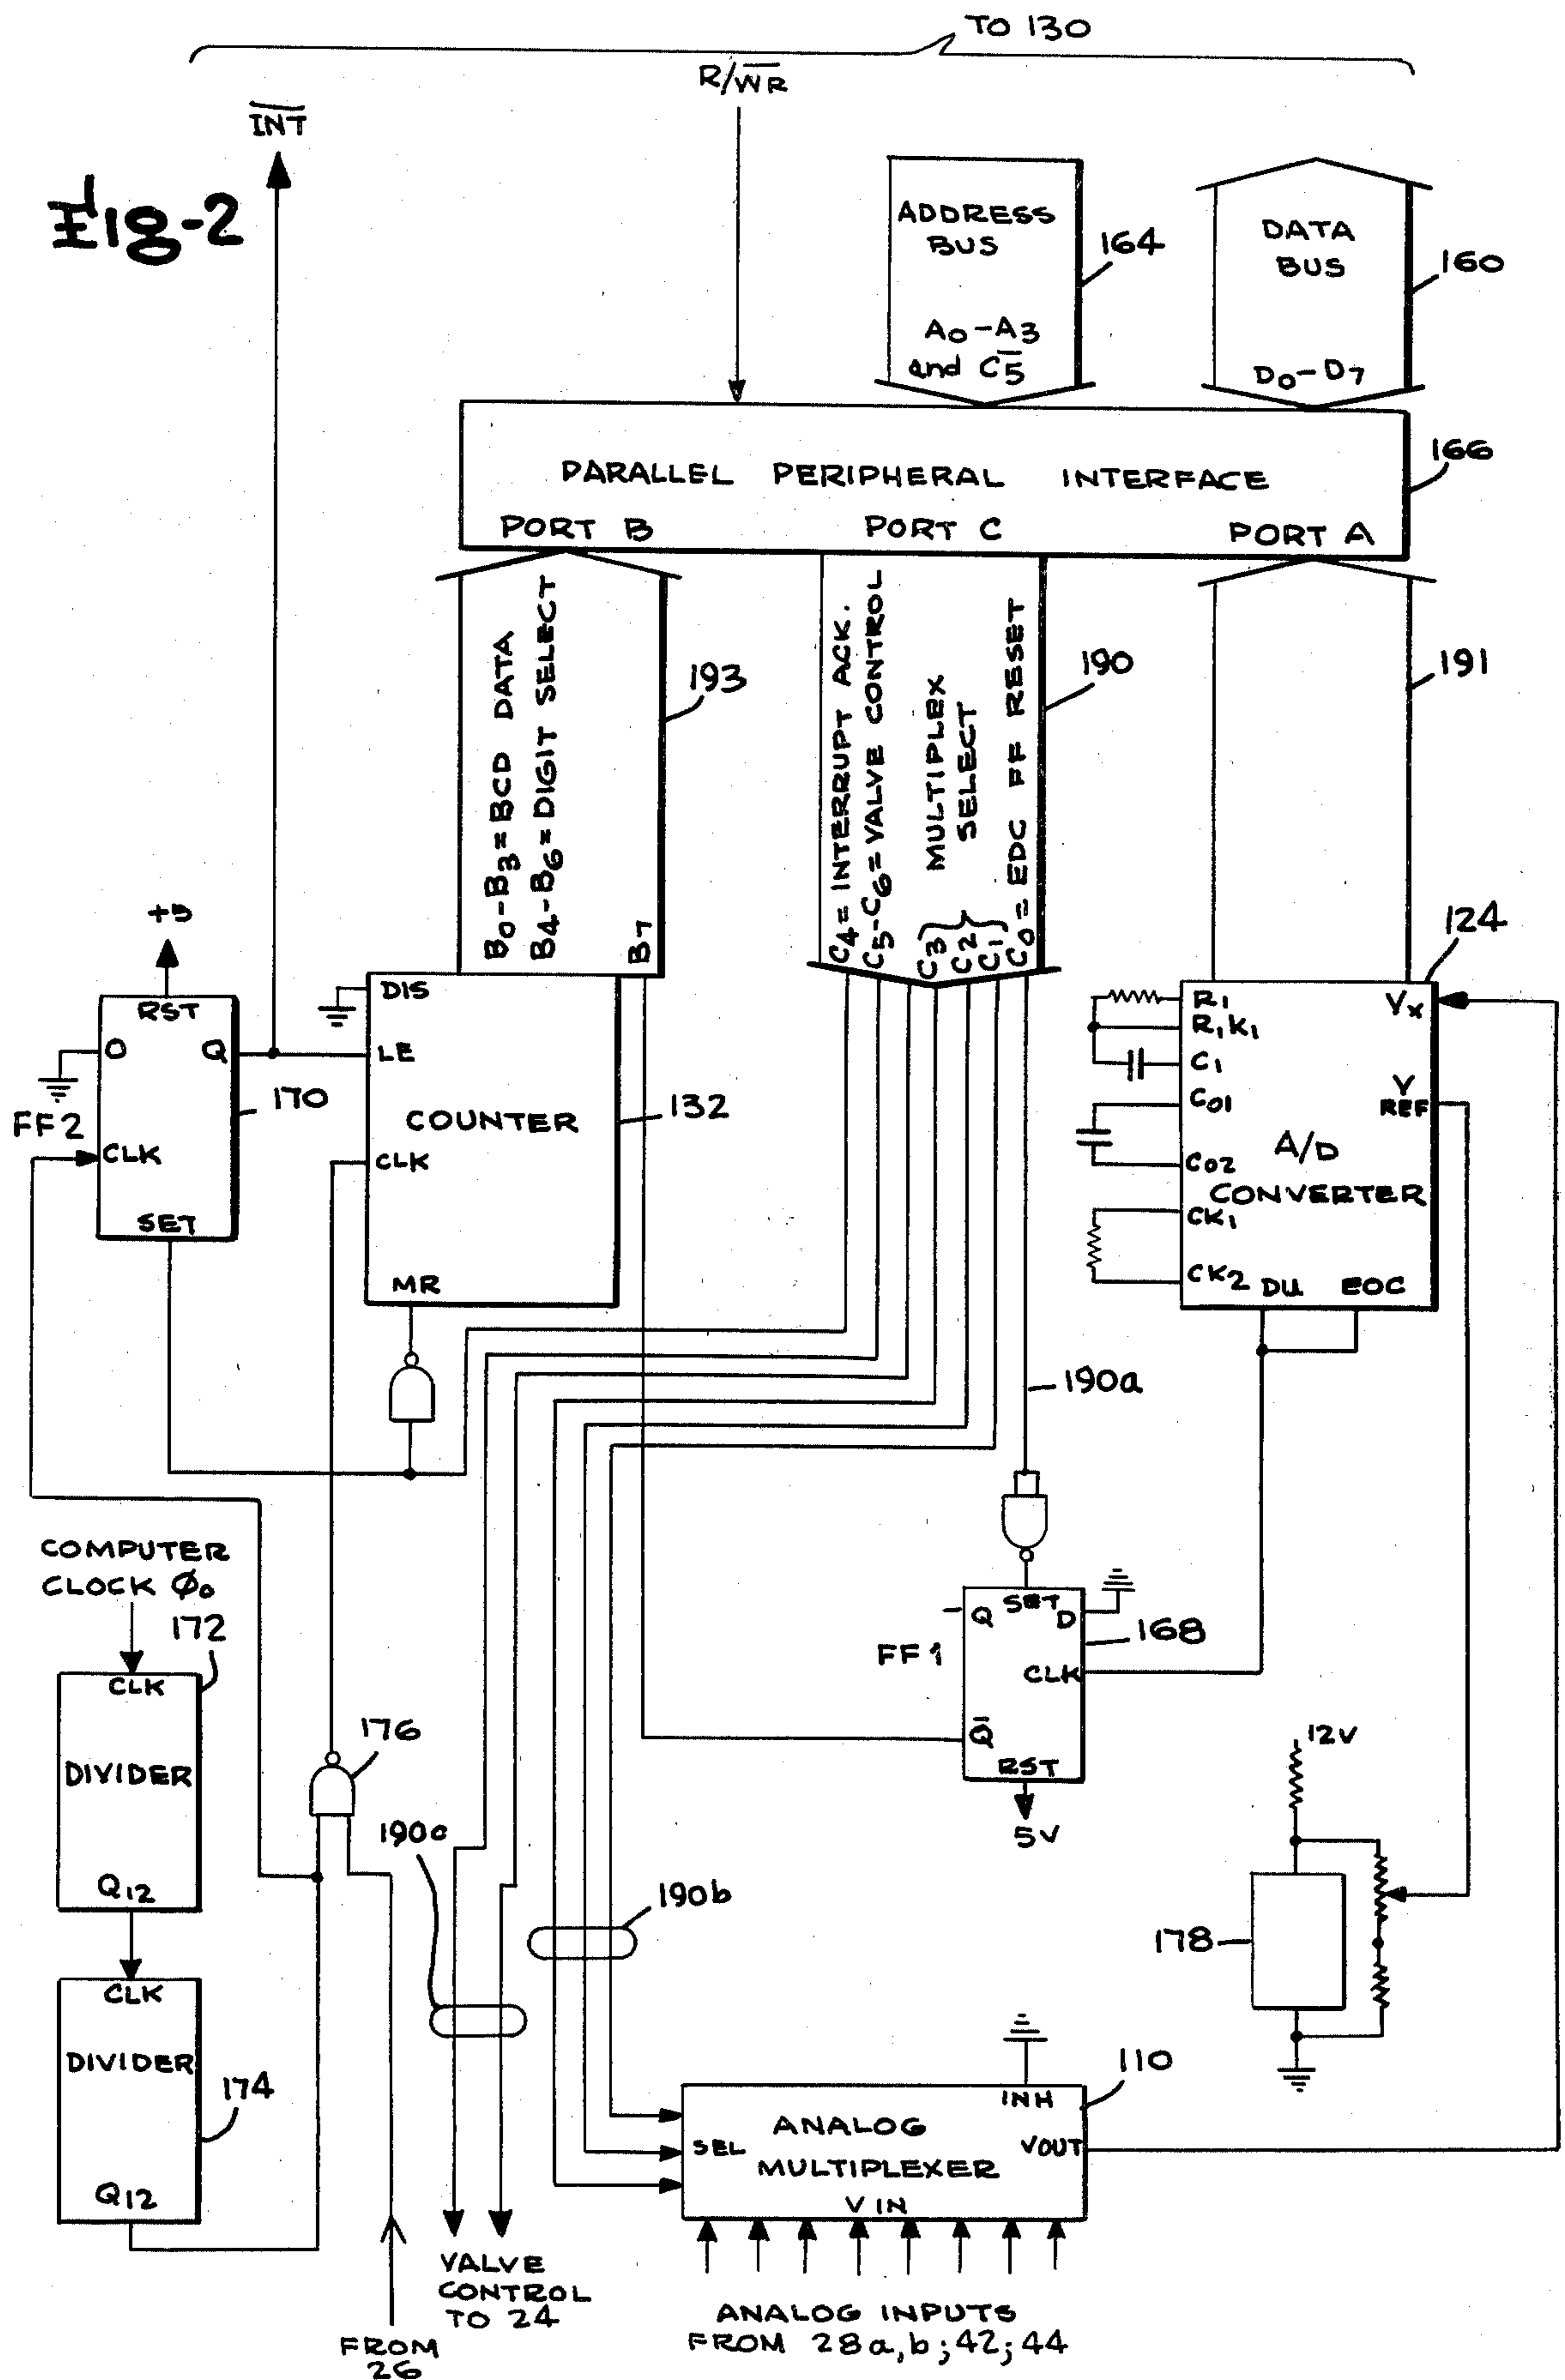 TO 130
R/W̅R̅
I̅N̅T̅
Fig-2
ADDRESS
BUS
164
A0-A3
and C̅5
DATA
BUS
160
D0-D7
PARALLEL PERIPHERAL INTERFACE
166
PORT B
PORT C
PORT A
B0-B3=BCD DATA
B4-B6=DIGIT SELECT
B7
193
C4=INTERRUPT ACK.
C5-C6=VALVE CONTROL
MULTIPLEX
SELECT
C3
C2
C1
C0=EDC FF RESET
190
191
124
+5
RST
O
Q
170
FF2
CLK
SET
DIS
LE
COUNTER
132
CLK
MR
R1
R1K1
C1
C01
C02
CK1
CK2
VX
V
REF
A/D
CONVERTER
DU
EOC
190a
COMPUTER
CLOCK Φ0
172
CLK
DIVIDER
Q12
CLK
DIVIDER
174
Q12
176
190c
190b
SET
Q
D
168
FF1
CLK
Q̅
RST
5V
12V
178
INH
110
ANALOG
SEL
VOUT
MULTIPLEXER
VIN
VALVE
CONTROL
TO 24
FROM
26
ANALOG INPUTS
FROM 28a,b;42;44